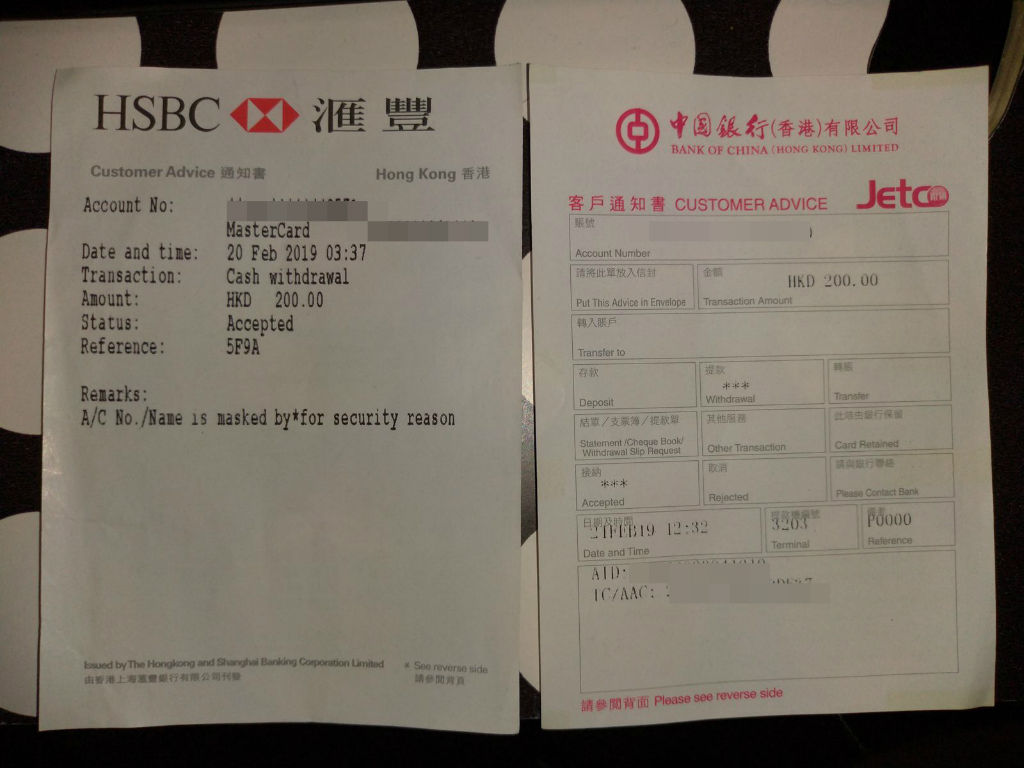 HSBC 滙豐
Customer Advice 通知書 Hong Kong 香港
Account No:
MasterCard
Date and time: 20 Feb 2019 03:37
Transaction: Cash withdrawal
Amount: HKD 200.00
Status: Accepted
Reference: 5F9A
Remarks:
A/C No./Name is masked by*for security reason
Issued by The Hongkong and Shanghai Banking Corporation Limited
由香港上海滙豐銀行有限公司刊發
* See reverse side
請參閱背頁
中國銀行(香港)有限公司
BANK OF CHINA (HONG KONG) LIMITED
客戶通知書 CUSTOMER ADVICE
Jetco
賬號
Account Number
請將此單放入信封
Put This Advice in Envelope
金額
HKD 200.00
Transaction Amount
轉入賬戶
Transfer to
存款
Deposit
提款
***
Withdrawal
轉賬
Transfer
結單／支票簿／提款單
Statement /Cheque Book/
Withdrawal Slip Request
其他服務
Other Transaction
此咭由銀行保留
Card Retained
接納
***
Accepted
取消
Rejected
請與銀行聯絡
Please Contact Bank
日期及時間
21FEB19 12:32
Date and Time
提款機編號
3203
Terminal
備考
P0000
Reference
AID:
TC/AAC:
請參閱背面 Please see reverse side